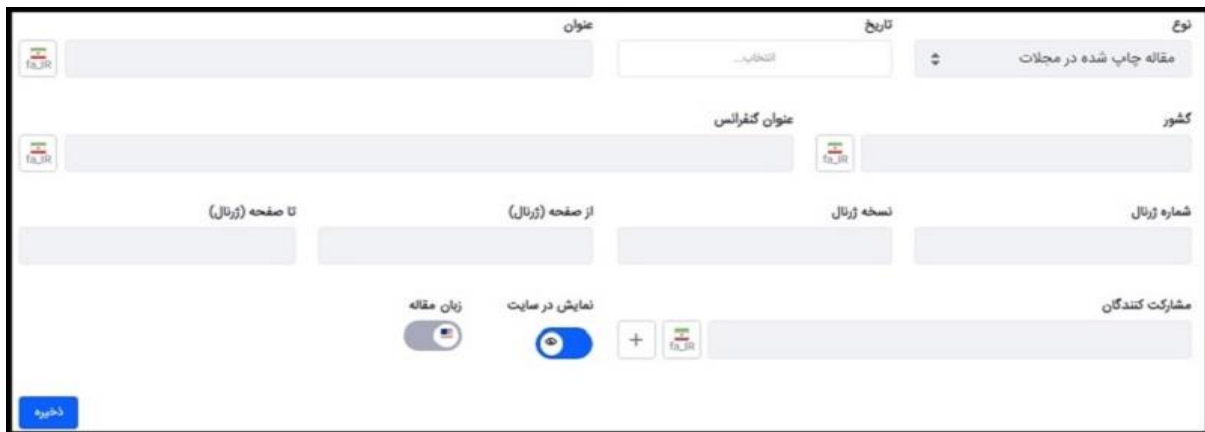 نوع تاریخ عنوان
مقاله چاپ شده در مجلات انتخاب... fa_IR
کشور عنوان کنفرانس
fa_IR fa_IR
شماره ژرنال نسخه ژرنال از صفحه (ژرنال) تا صفحه (ژرنال)
مشارکت کنندگان نمایش در سایت زبان مقاله
fa_IR +
ذخیره